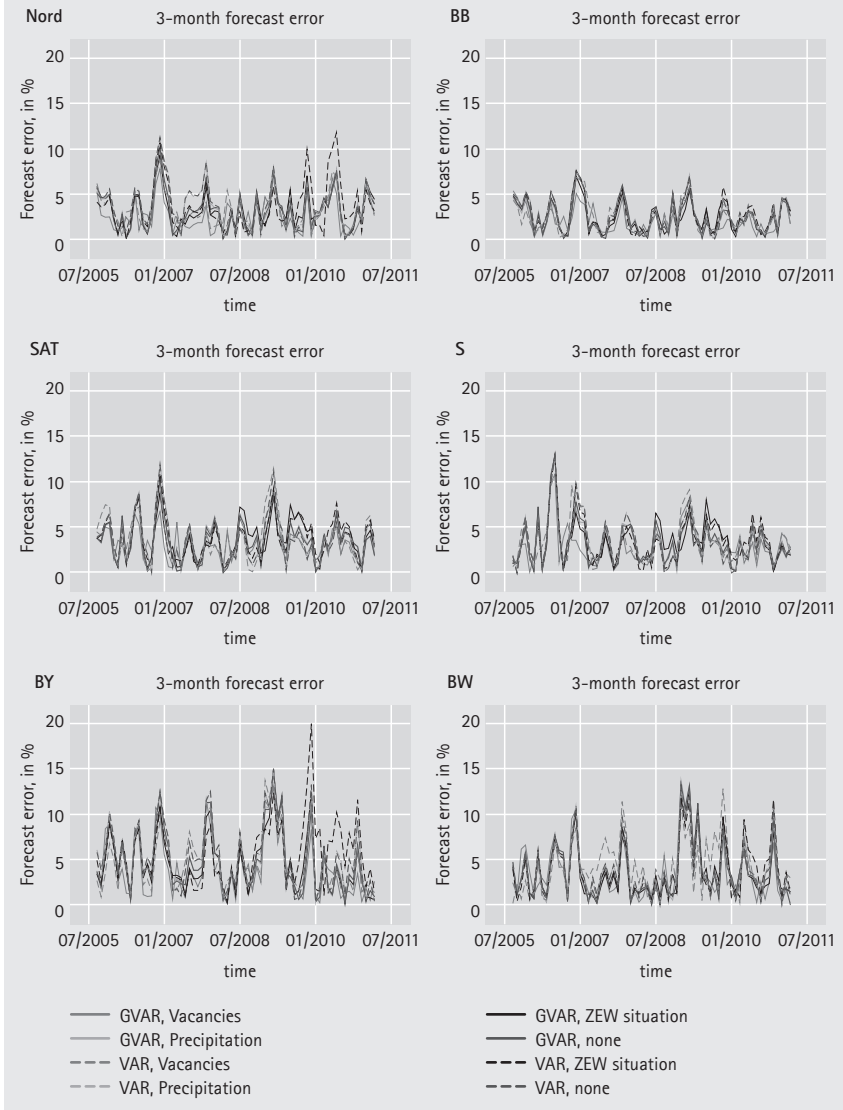 Nord 3-month forecast error
Forecast error, in %
20
15
10
5
0
07/2005 01/2007 07/2008 01/2010 07/2011
time
BB 3-month forecast error
Forecast error, in %
20
15
10
5
0
07/2005 01/2007 07/2008 01/2010 07/2011
time
SAT 3-month forecast error
Forecast error, in %
20
15
10
5
0
07/2005 01/2007 07/2008 01/2010 07/2011
time
S 3-month forecast error
Forecast error, in %
20
15
10
5
0
07/2005 01/2007 07/2008 01/2010 07/2011
time
BY 3-month forecast error
Forecast error, in %
20
15
10
5
0
07/2005 01/2007 07/2008 01/2010 07/2011
time
BW 3-month forecast error
Forecast error, in %
20
15
10
5
0
07/2005 01/2007 07/2008 01/2010 07/2011
time
GVAR, Vacancies
GVAR, Precipitation
VAR, Vacancies
VAR, Precipitation
GVAR, ZEW situation
GVAR, none
VAR, ZEW situation
VAR, none